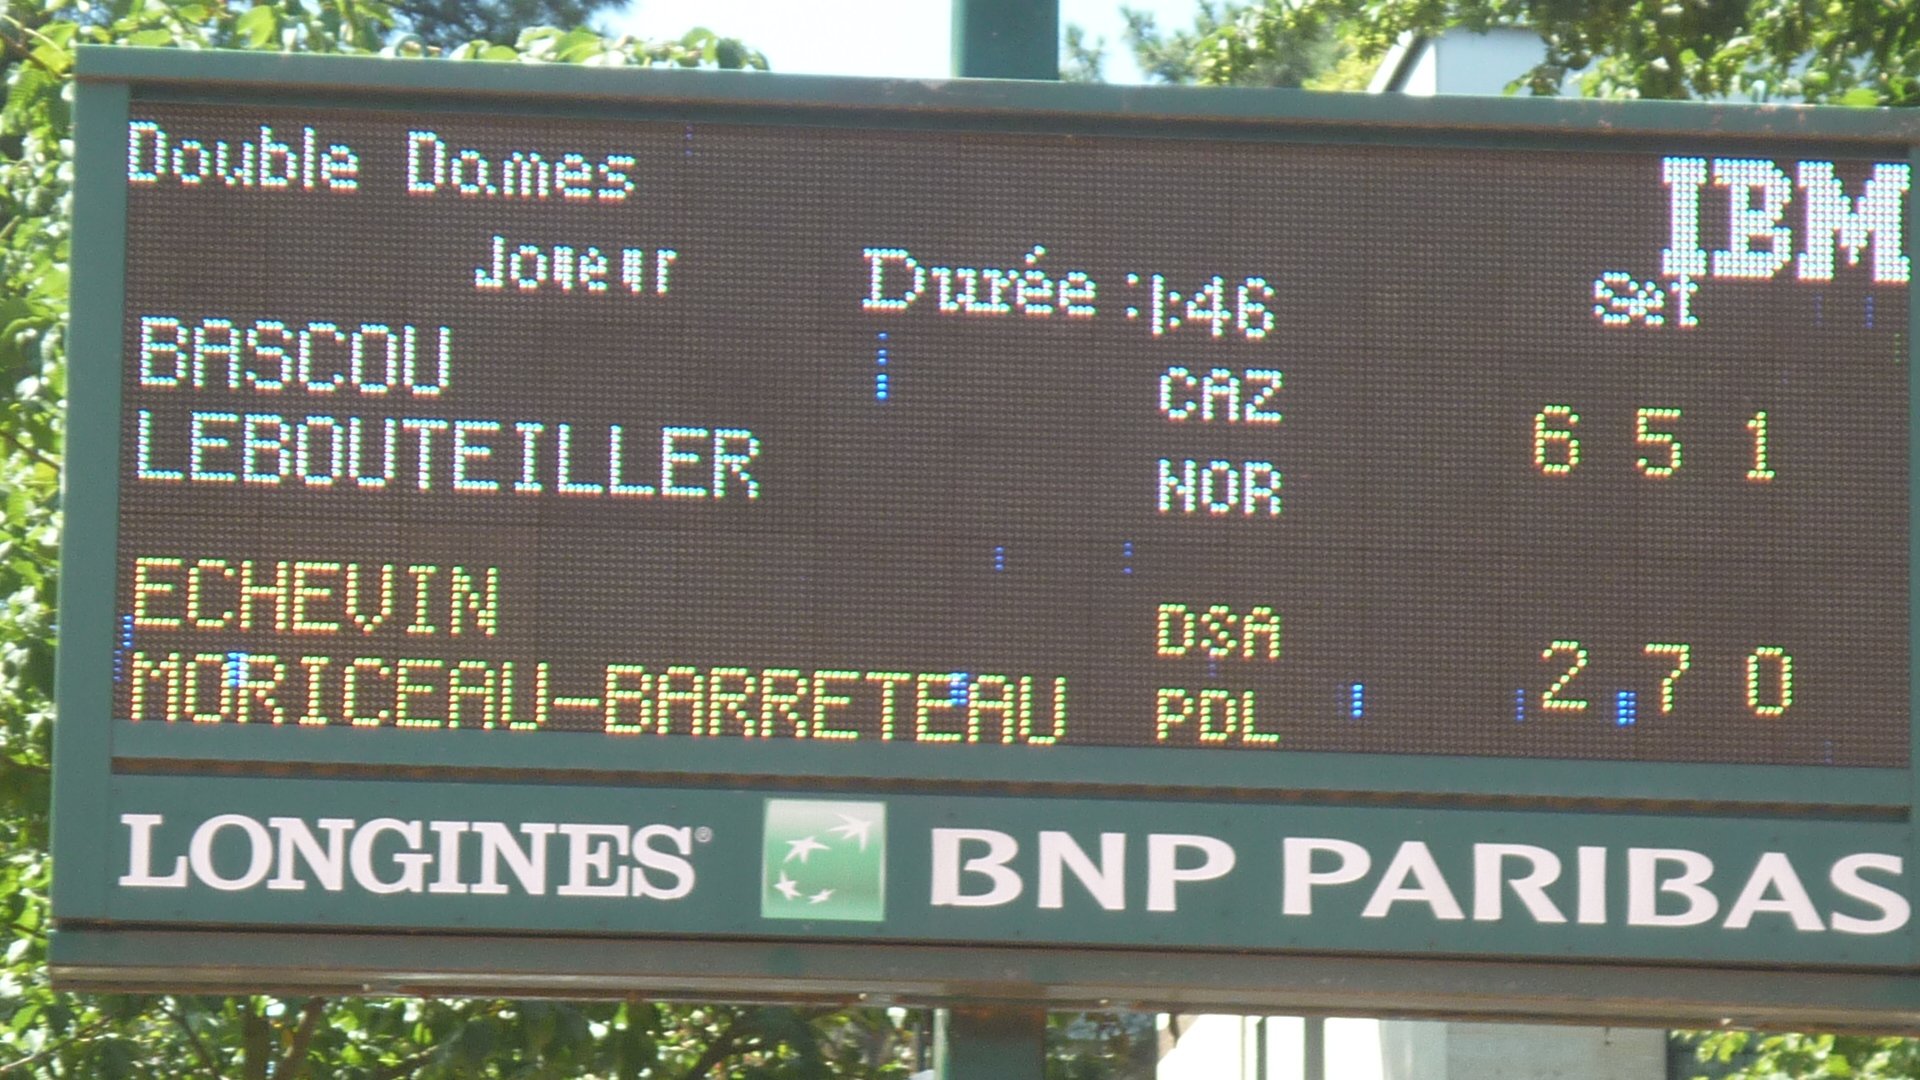 Double Dames
IBM
Joueur Durée :1:46 Set
BASCOU CAZ
LEBOUTEILLER NOR 6 5 1
ECHEVIN DSA
MORICEAU-BARRETEAU PDL 2 7 0
LONGINES® BNP PARIBAS